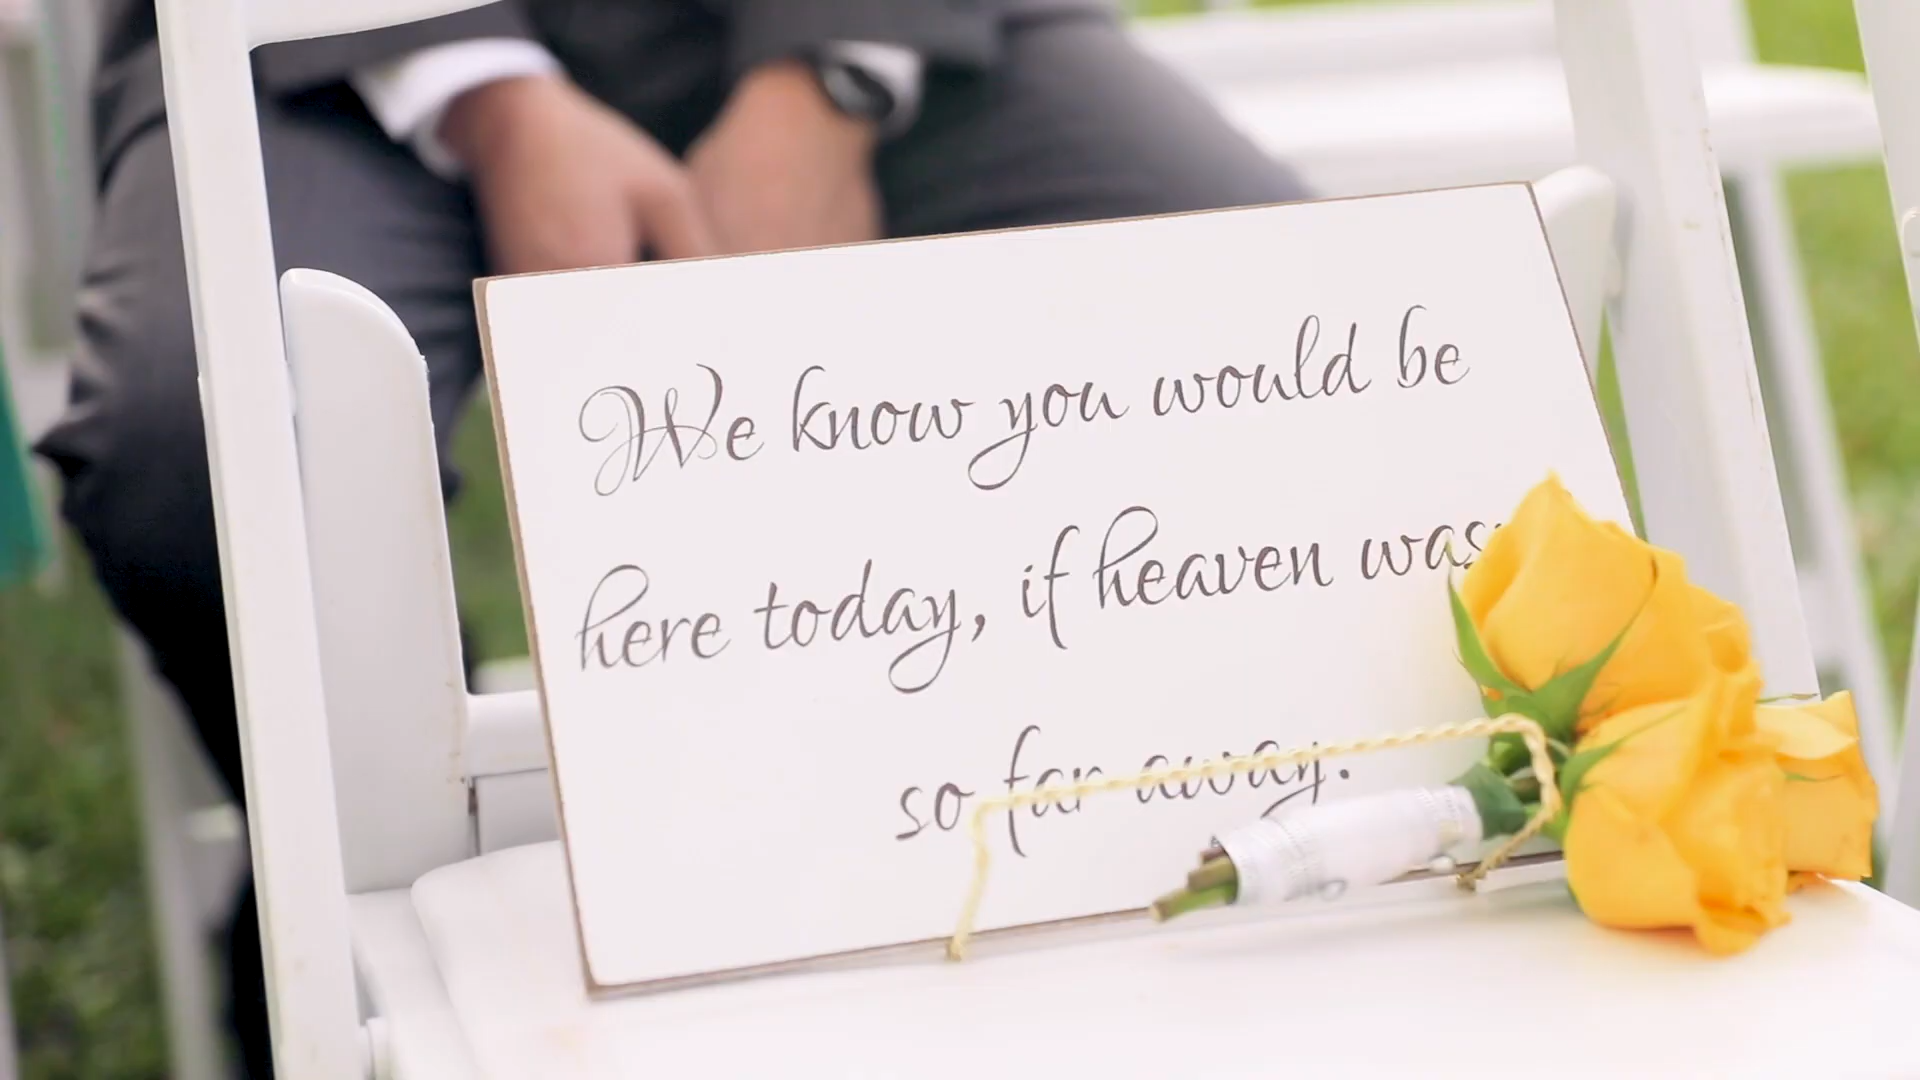 We know you would be
here today, if heaven was
so far away.